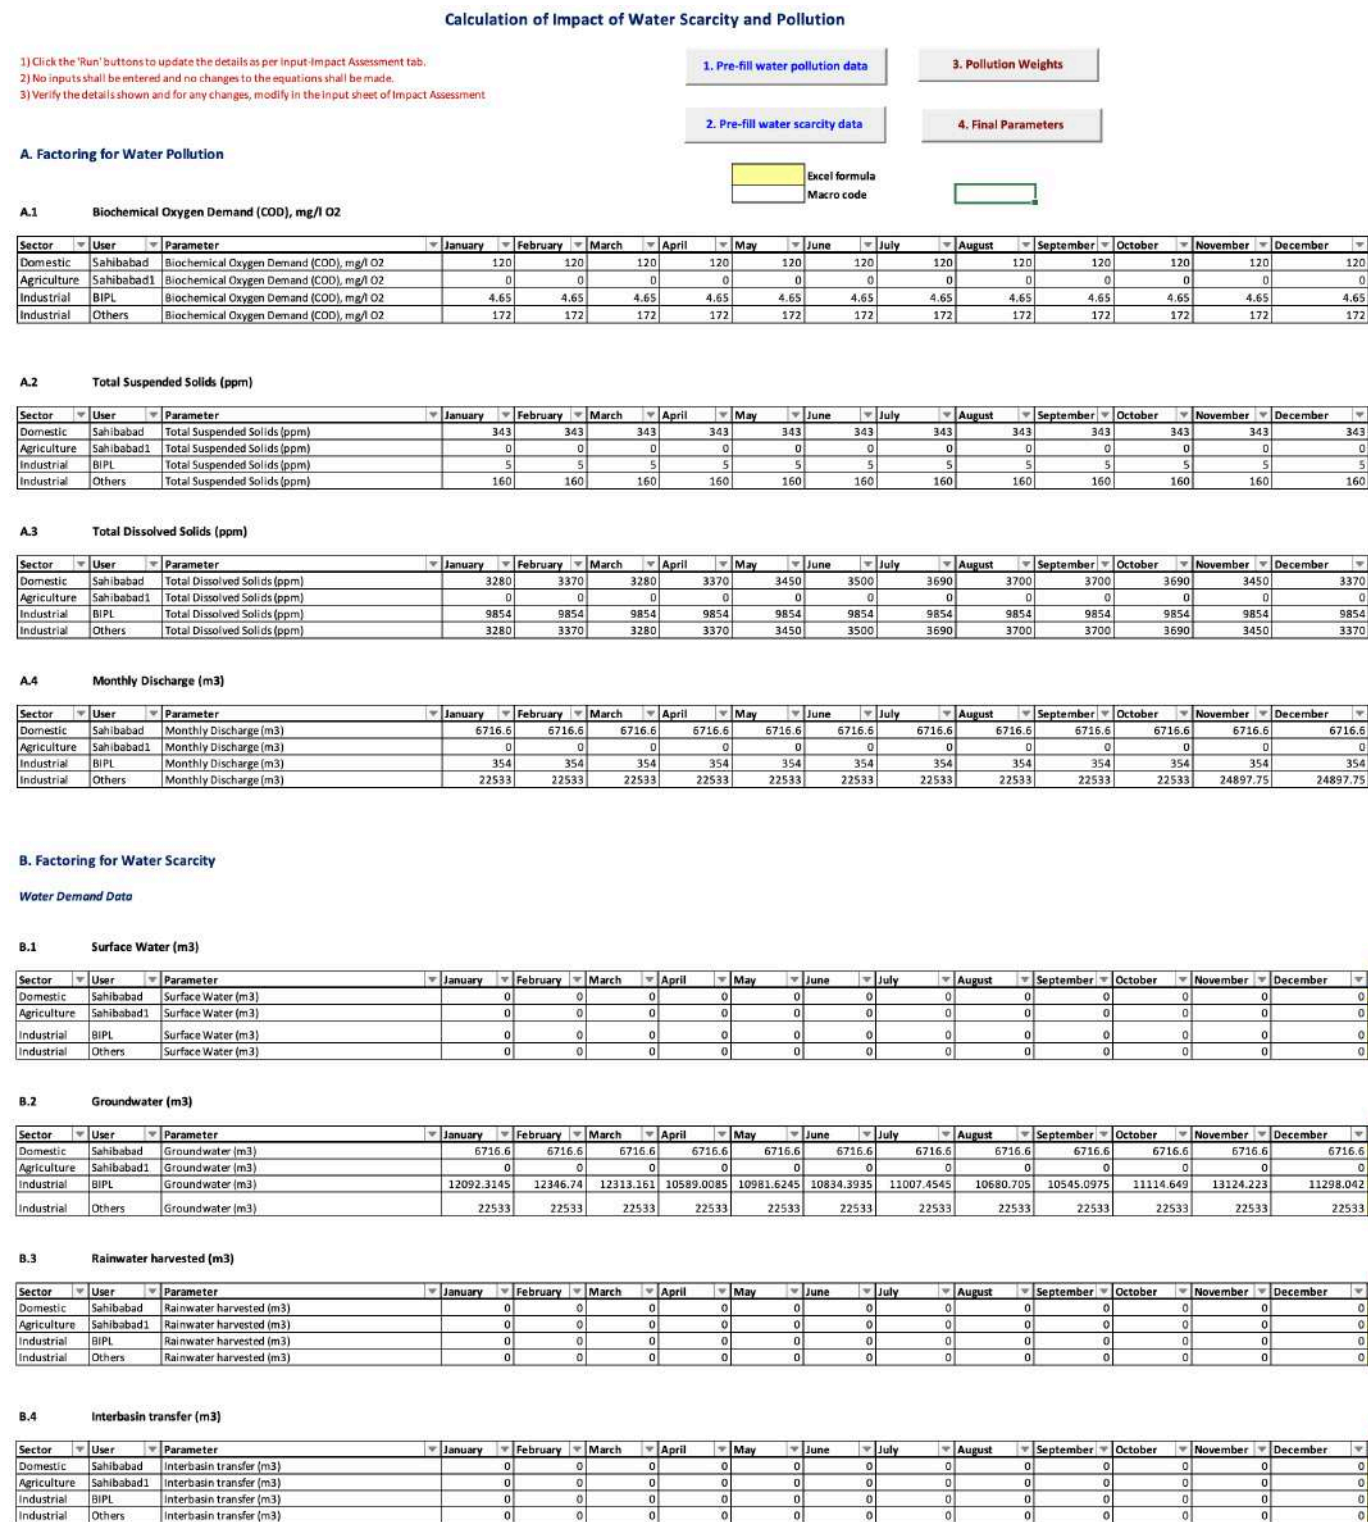 Calculation of Impact of Water Scarcity and Pollution
1) Click the 'Run' buttons to update the details as per Input-Impact Assessment tab.
2) No inputs shall be entered and no changes to the equations shall be made.
3) Verify the details shown and for any changes, modify in the Input sheet of Impact Assessment
1. Pre-fill water pollution data
3. Pollution Weights
2. Pre-fill water scarcity data
4. Final Parameters
A. Factoring for Water Pollution
Excel formula
Macro code
A.1 Biochemical Oxygen Demand (COD), mg/l O2
Sector User Parameter January February March April May June July August September October November December
Domestic Sahibabad Biochemical Oxygen Demand (COD), mg/l O2 120 120 120 120 120 120 120 120 120 120 120 120
Agriculture Sahibabad1 Biochemical Oxygen Demand (COD), mg/l O2 0 0 0 0 0 0 0 0 0 0 0 0
Industrial BIPL Biochemical Oxygen Demand (COD), mg/l O2 4.65 4.65 4.65 4.65 4.65 4.65 4.65 4.65 4.65 4.65 4.65 4.65
Industrial Others Biochemical Oxygen Demand (COD), mg/l O2 172 172 172 172 172 172 172 172 172 172 172 172
A.2 Total Suspended Solids (ppm)
Sector User Parameter January February March April May June July August September October November December
Domestic Sahibabad Total Suspended Solids (ppm) 343 343 343 343 343 343 343 343 343 343 343 343
Agriculture Sahibabad1 Total Suspended Solids (ppm) 0 0 0 0 0 0 0 0 0 0 0 0
Industrial BIPL Total Suspended Solids (ppm) 5 5 5 5 5 5 5 5 5 5 5 5
Industrial Others Total Suspended Solids (ppm) 160 160 160 160 160 160 160 160 160 160 160 160
A.3 Total Dissolved Solids (ppm)
Sector User Parameter January February March April May June July August September October November December
Domestic Sahibabad Total Dissolved Solids (ppm) 3280 3370 3280 3370 3450 3500 3690 3700 3700 3690 3450 3370
Agriculture Sahibabad1 Total Dissolved Solids (ppm) 0 0 0 0 0 0 0 0 0 0 0 0
Industrial BIPL Total Dissolved Solids (ppm) 9854 9854 9854 9854 9854 9854 9854 9854 9854 9854 9854 9854
Industrial Others Total Dissolved Solids (ppm) 3280 3370 3280 3370 3450 3500 3690 3700 3700 3690 3450 3370
A.4 Monthly Discharge (m3)
Sector User Parameter January February March April May June July August September October November December
Domestic Sahibabad Monthly Discharge (m3) 6716.6 6716.6 6716.6 6716.6 6716.6 6716.6 6716.6 6716.6 6716.6 6716.6 6716.6 6716.6
Agriculture Sahibabad1 Monthly Discharge (m3) 0 0 0 0 0 0 0 0 0 0 0 0
Industrial BIPL Monthly Discharge (m3) 354 354 354 354 354 354 354 354 354 354 354 354
Industrial Others Monthly Discharge (m3) 22533 22533 22533 22533 22533 22533 22533 22533 22533 22533 24897.75 24897.75
B. Factoring for Water Scarcity
Water Demand Data
B.1 Surface Water (m3)
Sector User Parameter January February March April May June July August September October November December
Domestic Sahibabad Surface Water (m3) 0 0 0 0 0 0 0 0 0 0 0 0
Agriculture Sahibabad1 Surface Water (m3) 0 0 0 0 0 0 0 0 0 0 0 0
Industrial BIPL Surface Water (m3) 0 0 0 0 0 0 0 0 0 0 0 0
Industrial Others Surface Water (m3) 0 0 0 0 0 0 0 0 0 0 0 0
B.2 Groundwater (m3)
Sector User Parameter January February March April May June July August September October November December
Domestic Sahibabad Groundwater (m3) 6716.6 6716.6 6716.6 6716.6 6716.6 6716.6 6716.6 6716.6 6716.6 6716.6 6716.6 6716.6
Agriculture Sahibabad1 Groundwater (m3) 0 0 0 0 0 0 0 0 0 0 0 0
Industrial BIPL Groundwater (m3) 12092.3145 12346.74 12313.161 10589.0085 10981.6245 10834.3935 11007.4545 10680.705 10545.0975 11114.649 13124.223 11298.042
Industrial Others Groundwater (m3) 22533 22533 22533 22533 22533 22533 22533 22533 22533 22533 22533 22533
B.3 Rainwater harvested (m3)
Sector User Parameter January February March April May June July August September October November December
Domestic Sahibabad Rainwater harvested (m3) 0 0 0 0 0 0 0 0 0 0 0 0
Agriculture Sahibabad1 Rainwater harvested (m3) 0 0 0 0 0 0 0 0 0 0 0 0
Industrial BIPL Rainwater harvested (m3) 0 0 0 0 0 0 0 0 0 0 0 0
Industrial Others Rainwater harvested (m3) 0 0 0 0 0 0 0 0 0 0 0 0
B.4 Interbasin transfer (m3)
Sector User Parameter January February March April May June July August September October November December
Domestic Sahibabad Interbasin transfer (m3) 0 0 0 0 0 0 0 0 0 0 0 0
Agriculture Sahibabad1 Interbasin transfer (m3) 0 0 0 0 0 0 0 0 0 0 0 0
Industrial BIPL Interbasin transfer (m3) 0 0 0 0 0 0 0 0 0 0 0 0
Industrial Others Interbasin transfer (m3) 0 0 0 0 0 0 0 0 0 0 0 0